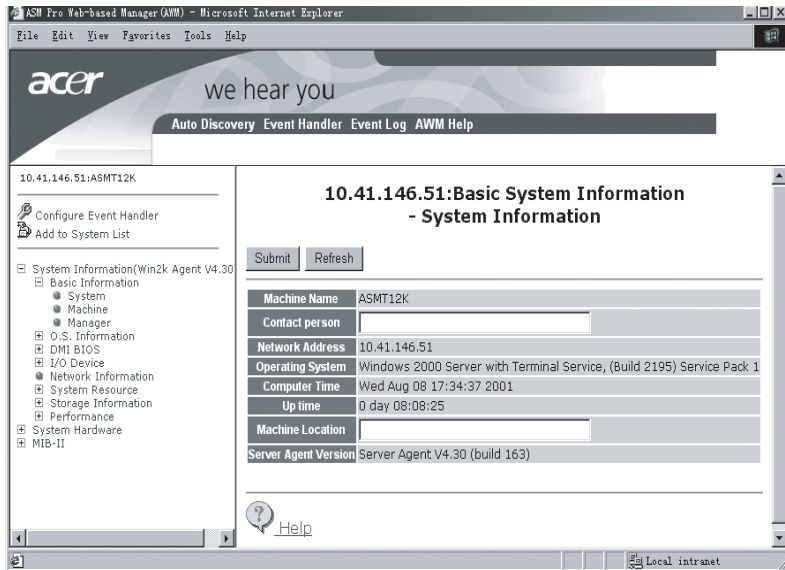 ASM Pro Web-based Manager(AWM) - Microsoft Internet Explorer
File Edit View Favorites Tools Help
acer
we hear you
Auto Discovery Event Handler Event Log AWM Help
10.41.146.51:ASMT12K
Configure Event Handler
Add to System List
System Information(Win2k Agent V4.30
Basic Information
System
Machine
Manager
O.S. Information
DMI BIOS
I/O Device
Network Information
System Resource
Storage Information
Performance
System Hardware
MIB-II
10.41.146.51:Basic System Information
- System Information
Submit Refresh
Machine Name ASMT12K
Contact person
Network Address 10.41.146.51
Operating System Windows 2000 Server with Terminal Service, (Build 2195) Service Pack 1
Computer Time Wed Aug 08 17:34:37 2001
Up time 0 day 08:08:25
Machine Location
Server Agent Version Server Agent V4.30 (build 163)
? Help
Local intranet